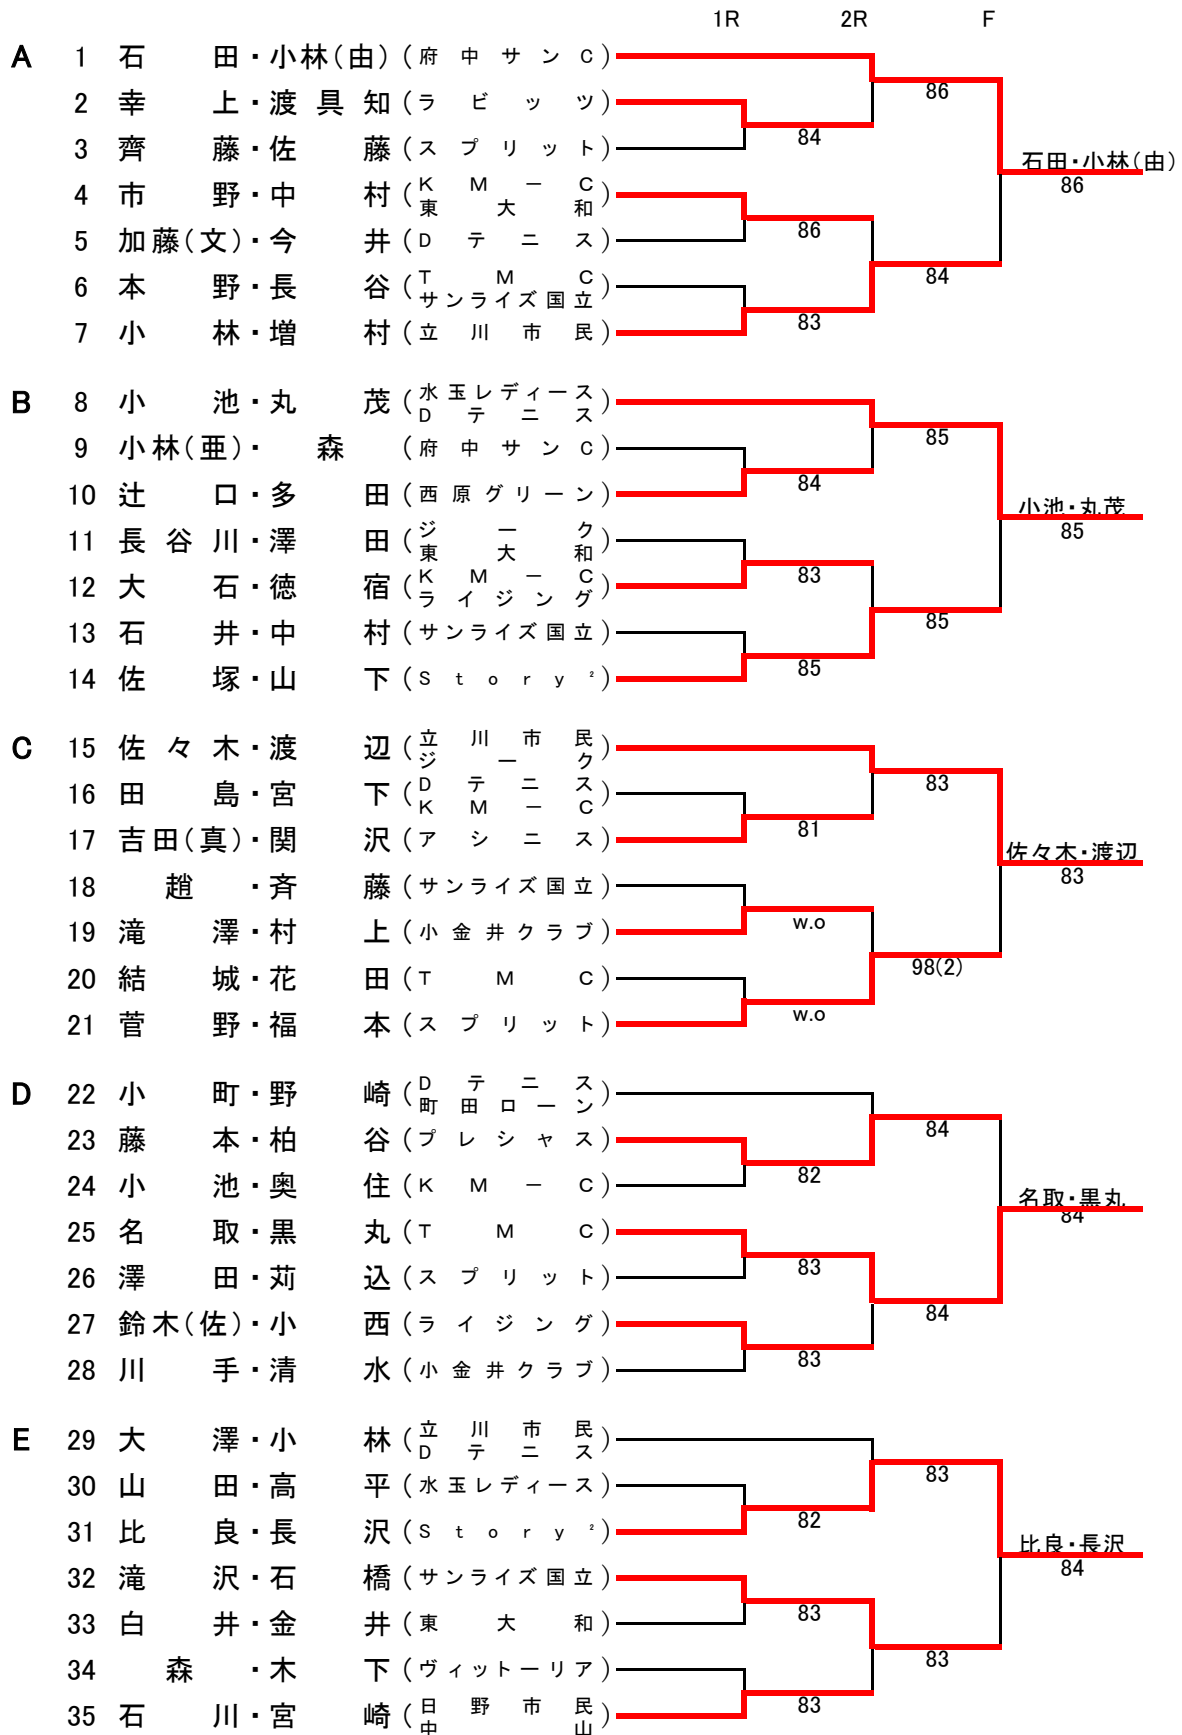 1R 2R F
A 1 石田・小林(由) (府中サンC)
86
2 幸上・渡具知 (ラビッツ)
84
3 齊藤・佐藤 (スプリット)
石田・小林(由)
86
4 市野・中村 (KM－C 東大和)
86
5 加藤(文)・今井 (Dテニス)
84
6 本野・長谷 (TMC サンライズ国立)
83
7 小林・増村 (立川市民)
B 8 小池・丸茂 (水玉レディース Dテニス)
85
9 小林(亜)・森 (府中サンC)
84
10 辻口・多田 (西原グリーン)
小池・丸茂
85
11 長谷川・澤田 (ジーク 東大和)
83
12 大石・徳宿 (KM－C ライジング)
85
13 石井・中村 (サンライズ国立)
85
14 佐塚・山下 (Story²)
C 15 佐々木・渡辺 (立川市民 ジーク)
83
16 田島・宮下 (Dテニス KM－C)
81
17 吉田(真)・関沢 (アシニス)
佐々木・渡辺
83
18 趙・斉藤 (サンライズ国立)
w.o
19 滝澤・村上 (小金井クラブ)
98(2)
20 結城・花田 (TMC)
w.o
21 菅野・福本 (スプリット)
D 22 小町・野崎 (Dテニス 町田ローン)
84
23 藤本・柏谷 (プレシャス)
82
24 小池・奥住 (KM－C)
名取・黒丸
84
25 名取・黒丸 (TMC)
83
26 澤田・苅込 (スプリット)
84
27 鈴木(佐)・小西 (ライジング)
83
28 川手・清水 (小金井クラブ)
E 29 大澤・小林 (立川市民 Dテニス)
83
30 山田・高平 (水玉レディース)
82
31 比良・長沢 (Story²)
比良・長沢
84
32 滝沢・石橋 (サンライズ国立)
83
33 白井・金井 (東大和)
83
34 森・木下 (ヴィットーリア)
83
35 石川・宮崎 (日野市民 中山)